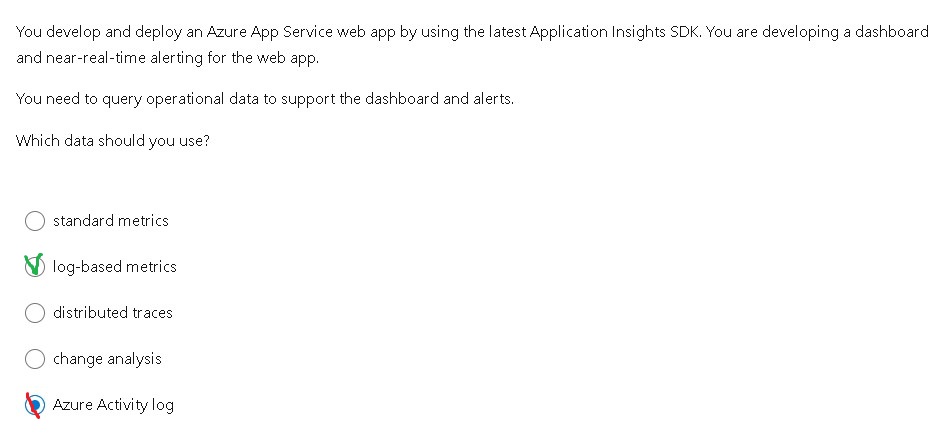 You develop and deploy an Azure App Service web app by using the latest Application Insights SDK. You are developing a dashboard
and near-real-time alerting for the web app.
You need to query operational data to support the dashboard and alerts.
Which data should you use?
standard metrics
log-based metrics
distributed traces
change analysis
Azure Activity log